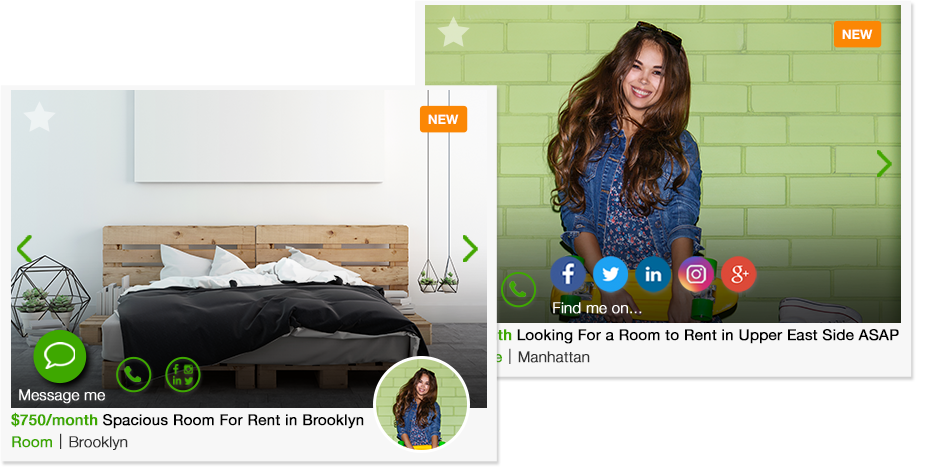 NEW
Message me
$750/month Spacious Room For Rent in Brooklyn
Room | Brooklyn
NEW
Find me on...
Looking For a Room to Rent in Upper East Side ASAP
| Manhattan